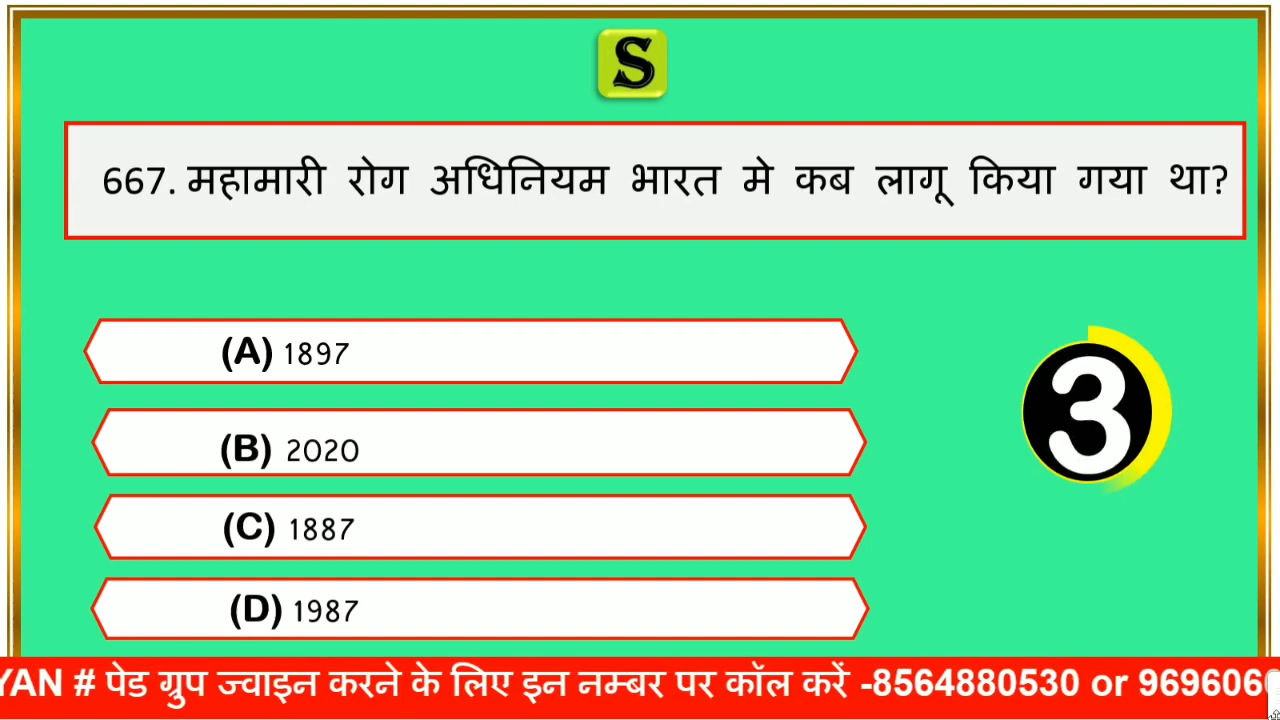 S
667. महामारी रोग अधिनियम भारत मे कब लागू किया गया था?
(A) 1897
(B) 2020
3
(C) 1887
(D) 1987
YAN # पेड ग्रुप ज्वाइन करने के लिए इन नम्बर पर कॉल करें -8564880530 or 969606